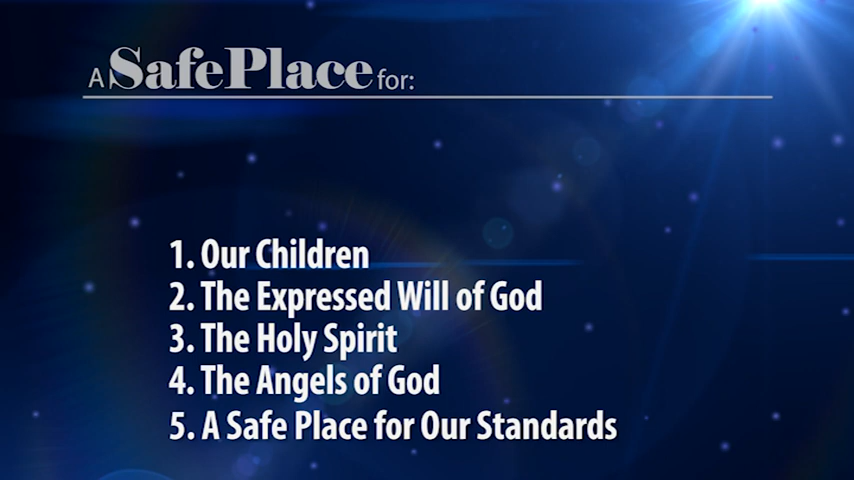 A Safe Place for:
1. Our Children
2. The Expressed Will of God
3. The Holy Spirit
4. The Angels of God
5. A Safe Place for Our Standards